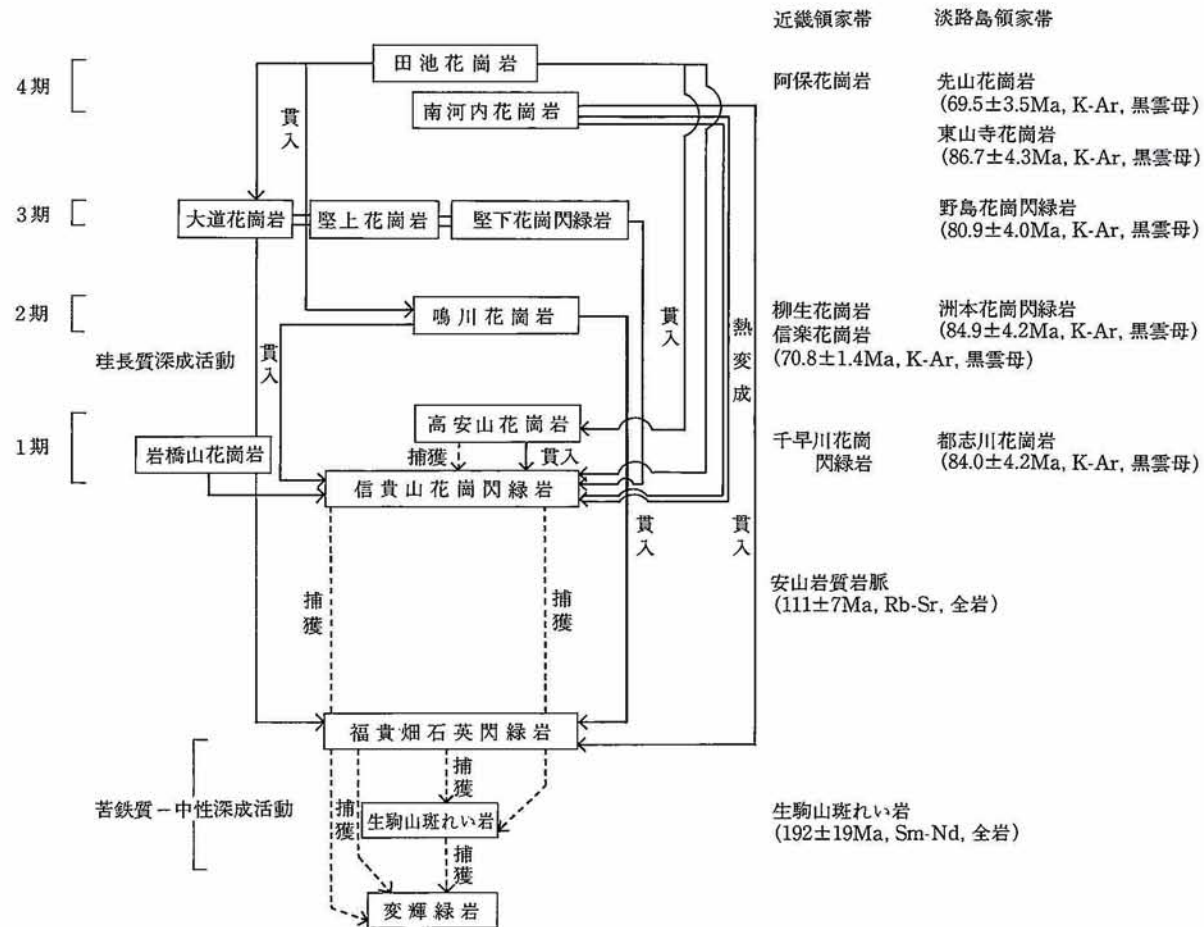 近畿領家帯　淡路島領家帯
4期
田池花崗岩
南河内花崗岩
貫入
阿保花崗岩
先山花崗岩
(69.5±3.5Ma, K-Ar, 黒雲母)
東山寺花崗岩
(86.7±4.3Ma, K-Ar, 黒雲母)
3期
大道花崗岩
堅上花崗岩
堅下花崗閃緑岩
野島花崗閃緑岩
(80.9±4.0Ma, K-Ar, 黒雲母)
2期
鳴川花崗岩
貫入
熱変成
柳生花崗岩
信楽花崗岩
(70.8±1.4Ma, K-Ar, 黒雲母)
洲本花崗閃緑岩
(84.9±4.2Ma, K-Ar, 黒雲母)
珪長質深成活動
貫入
1期
岩橋山花崗岩
高安山花崗岩
捕獲
貫入
信貴山花崗閃緑岩
千早川花崗
閃緑岩
都志川花崗岩
(84.0±4.2Ma, K-Ar, 黒雲母)
貫入
貫入
捕獲
捕獲
安山岩質岩脈
(111±7Ma, Rb-Sr, 全岩)
福貴畑石英閃緑岩
捕獲
苦鉄質－中性深成活動
捕獲
生駒山斑れい岩
生駒山斑れい岩
(192±19Ma, Sm-Nd, 全岩)
捕獲
変輝緑岩